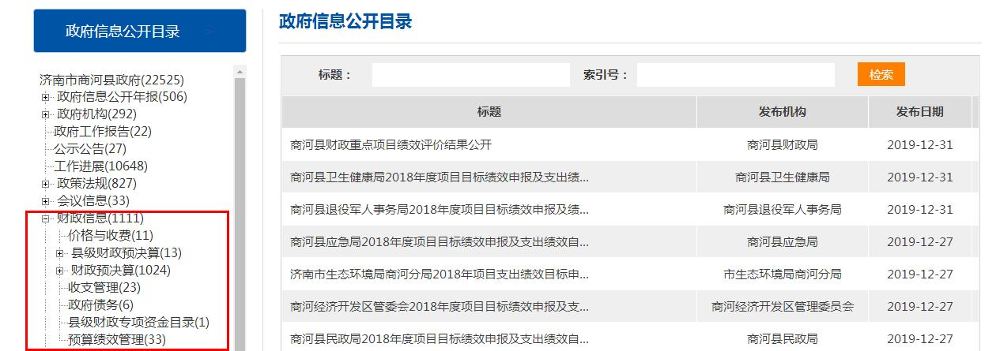 政府信息公开目录 >
济南市商河县政府(22525)
政府信息公开年报(506)
政府机构(292)
政府工作报告(22)
公示公告(27)
工作进展(10648)
政策法规(827)
会议信息(33)
财政信息(1111)
价格与收费(11)
县级财政预决算(13)
财政预决算(1024)
收支管理(23)
政府债务(6)
县级财政专项资金目录(1)
预算绩效管理(33)
政府信息公开目录
标题： 索引号： 检索
标题 发布机构 发布日期
商河县财政重点项目绩效评价结果公开 商河县财政局 2019-12-31
商河县卫生健康局2018年度项目目标绩效申报及支出绩... 商河县卫生健康局 2019-12-31
商河县退役军人事务局2018年度项目目标绩效申报及绩... 商河县退役军人事务局 2019-12-31
商河县应急局2018年度项目目标绩效申报及支出绩效自... 商河县应急局 2019-12-27
济南市生态环境局商河分局2018年项目支出绩效目标申... 市生态环境局商河分局 2019-12-27
商河经济开发区管委会2018年度项目目标绩效申报及支... 商河经济开发区管理委员会 2019-12-27
商河县民政局2018年度项目目标绩效申报及支出绩效自... 商河县民政局 2019-12-27